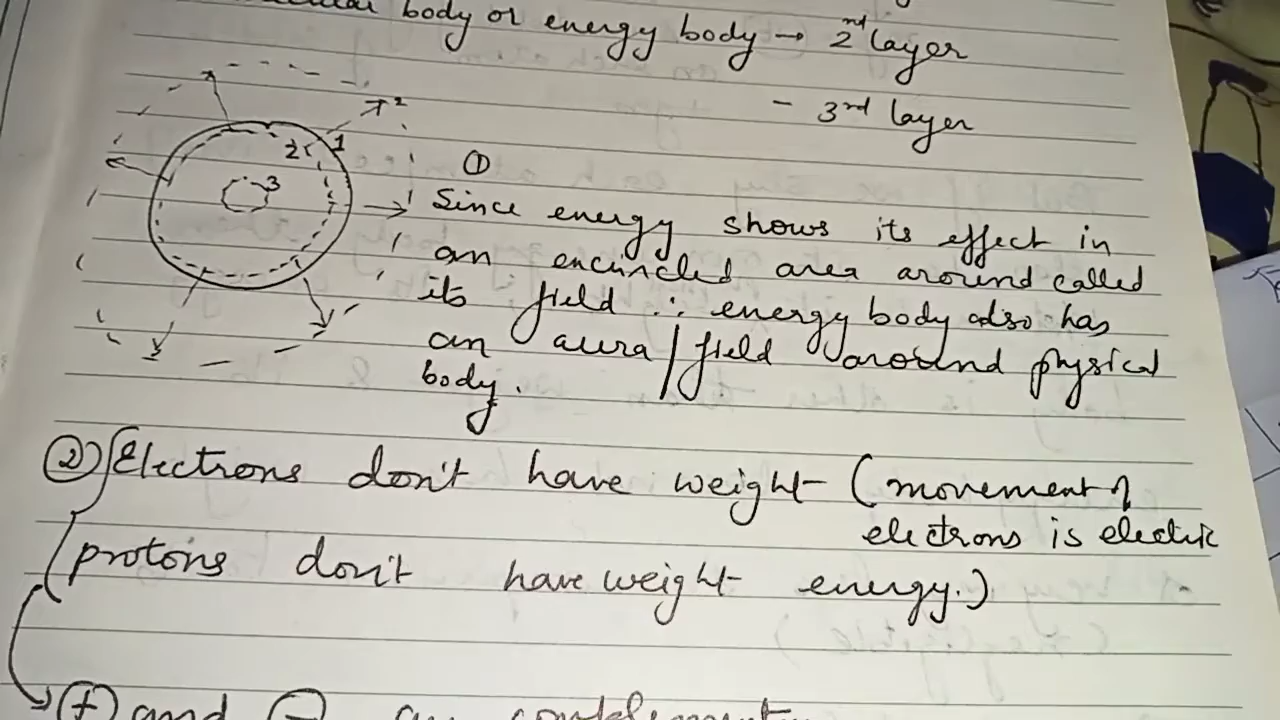 body or energy body → 2nd layer
- 3rd layer
2
1
2
3
①
Since energy shows its effect in
an encircled area around called
its field ∴ energy body also has
an aura/field around physical
body.
② Electrons don't have weight (movement of
electrons is electric
protons don't have weight energy.)
(+) and (-)